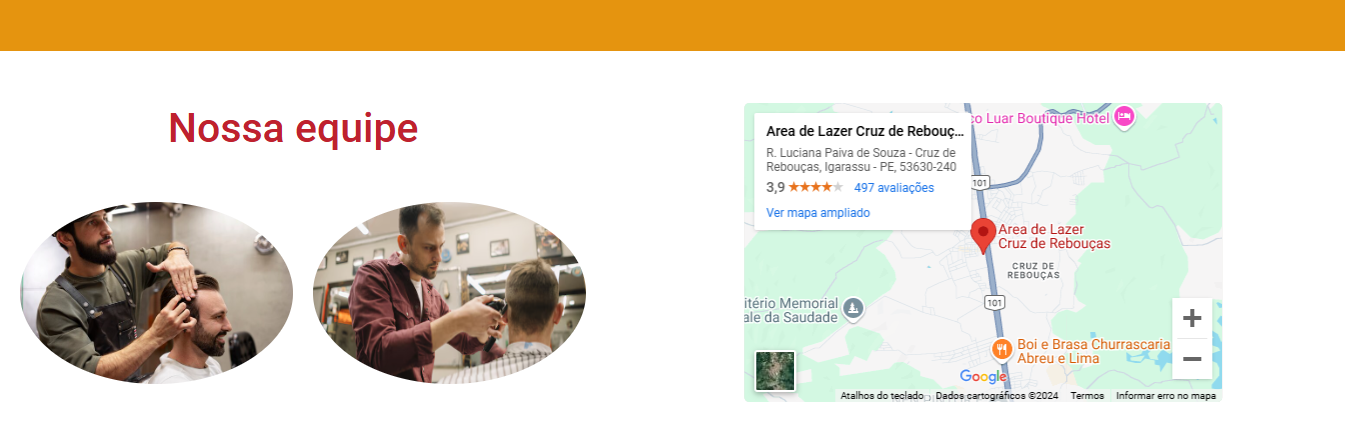 Nossa equipe
Area de Lazer Cruz de Rebouç...
R. Luciana Paiva de Souza - Cruz de
Rebouças, Igarassu - PE, 53630-240
3,9 497 avaliações
Ver mapa ampliado
co Luar Boutique Hotel
101
Area de Lazer
Cruz de Rebouças
CRUZ DE
REBOUÇAS
101
itério Memorial
ale da Saudade
Boi e Brasa Churrascaria
Abreu e Lima
Google
Atalhos do teclado Dados cartográficos ©2024 Termos Informar erro no mapa